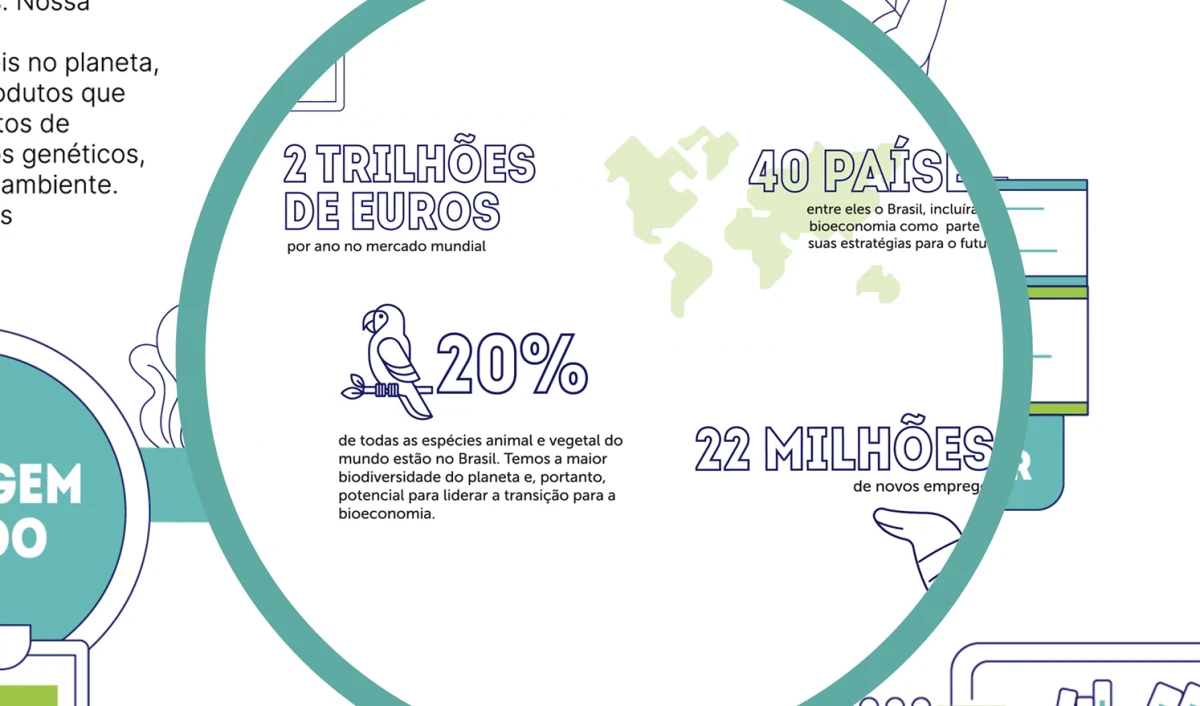 . Nossa
is no planeta,
odutos que
tos de
s genéticos,
ambiente.
s
2 TRILHÕES
DE EUROS
por ano no mercado mundial
40 PAÍSE
entre eles o Brasil, incluíra
bioeconomia como parte
suas estratégias para o futu
20%
de todas as espécies animal e vegetal do
mundo estão no Brasil. Temos a maior
biodiversidade do planeta e, portanto,
potencial para liderar a transição para a
bioeconomia.
22 MILHÕES
de novos empreg
GEM
DO
R